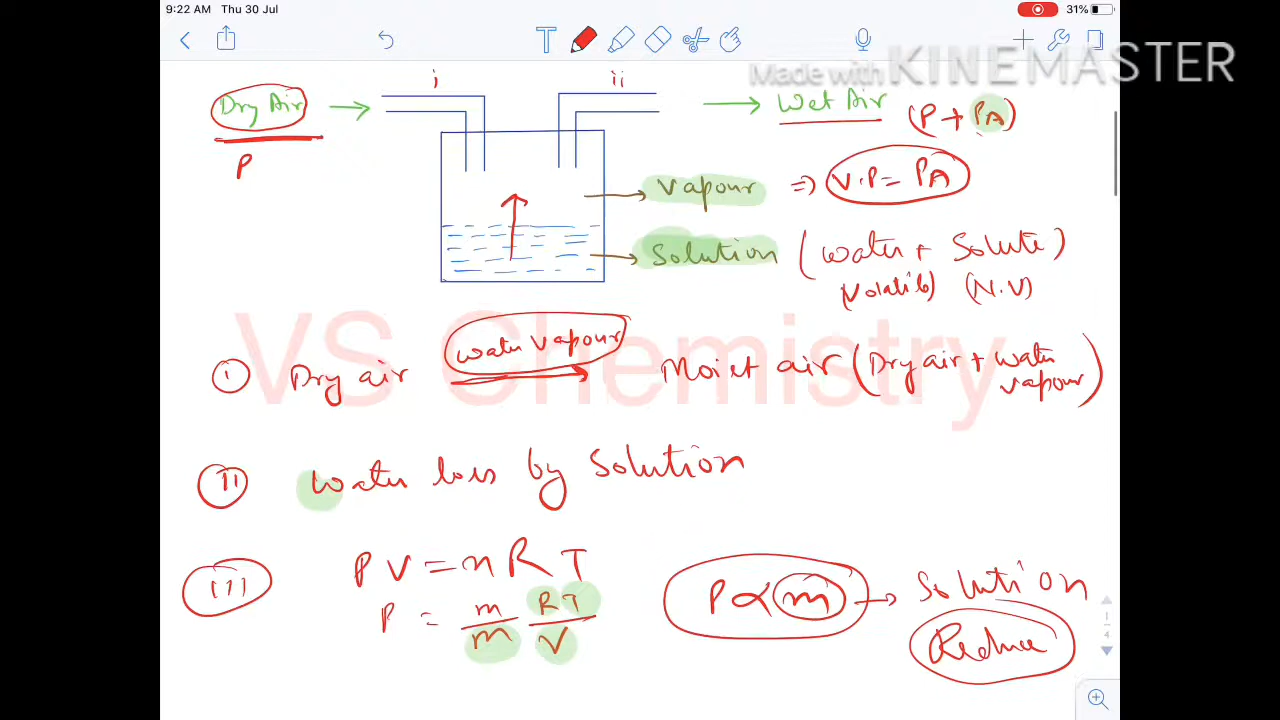 9:22 AM Thu 30 Jul
31%
T
Made with KINEMASTER
i
ii
Dry Air
Wet Air (P + PA)
P
Vapour => V.P = PA
Solution (water + Solute)
(Volatile) (N.V)
VS Chemistry
(i) Dry air water vapour Moist air (Dry air + water vapour)
(ii) Water loss by Solution
(iii) PV = nRT
P = m/m RT/V
P ∝ m Solution
Reduce
1
4